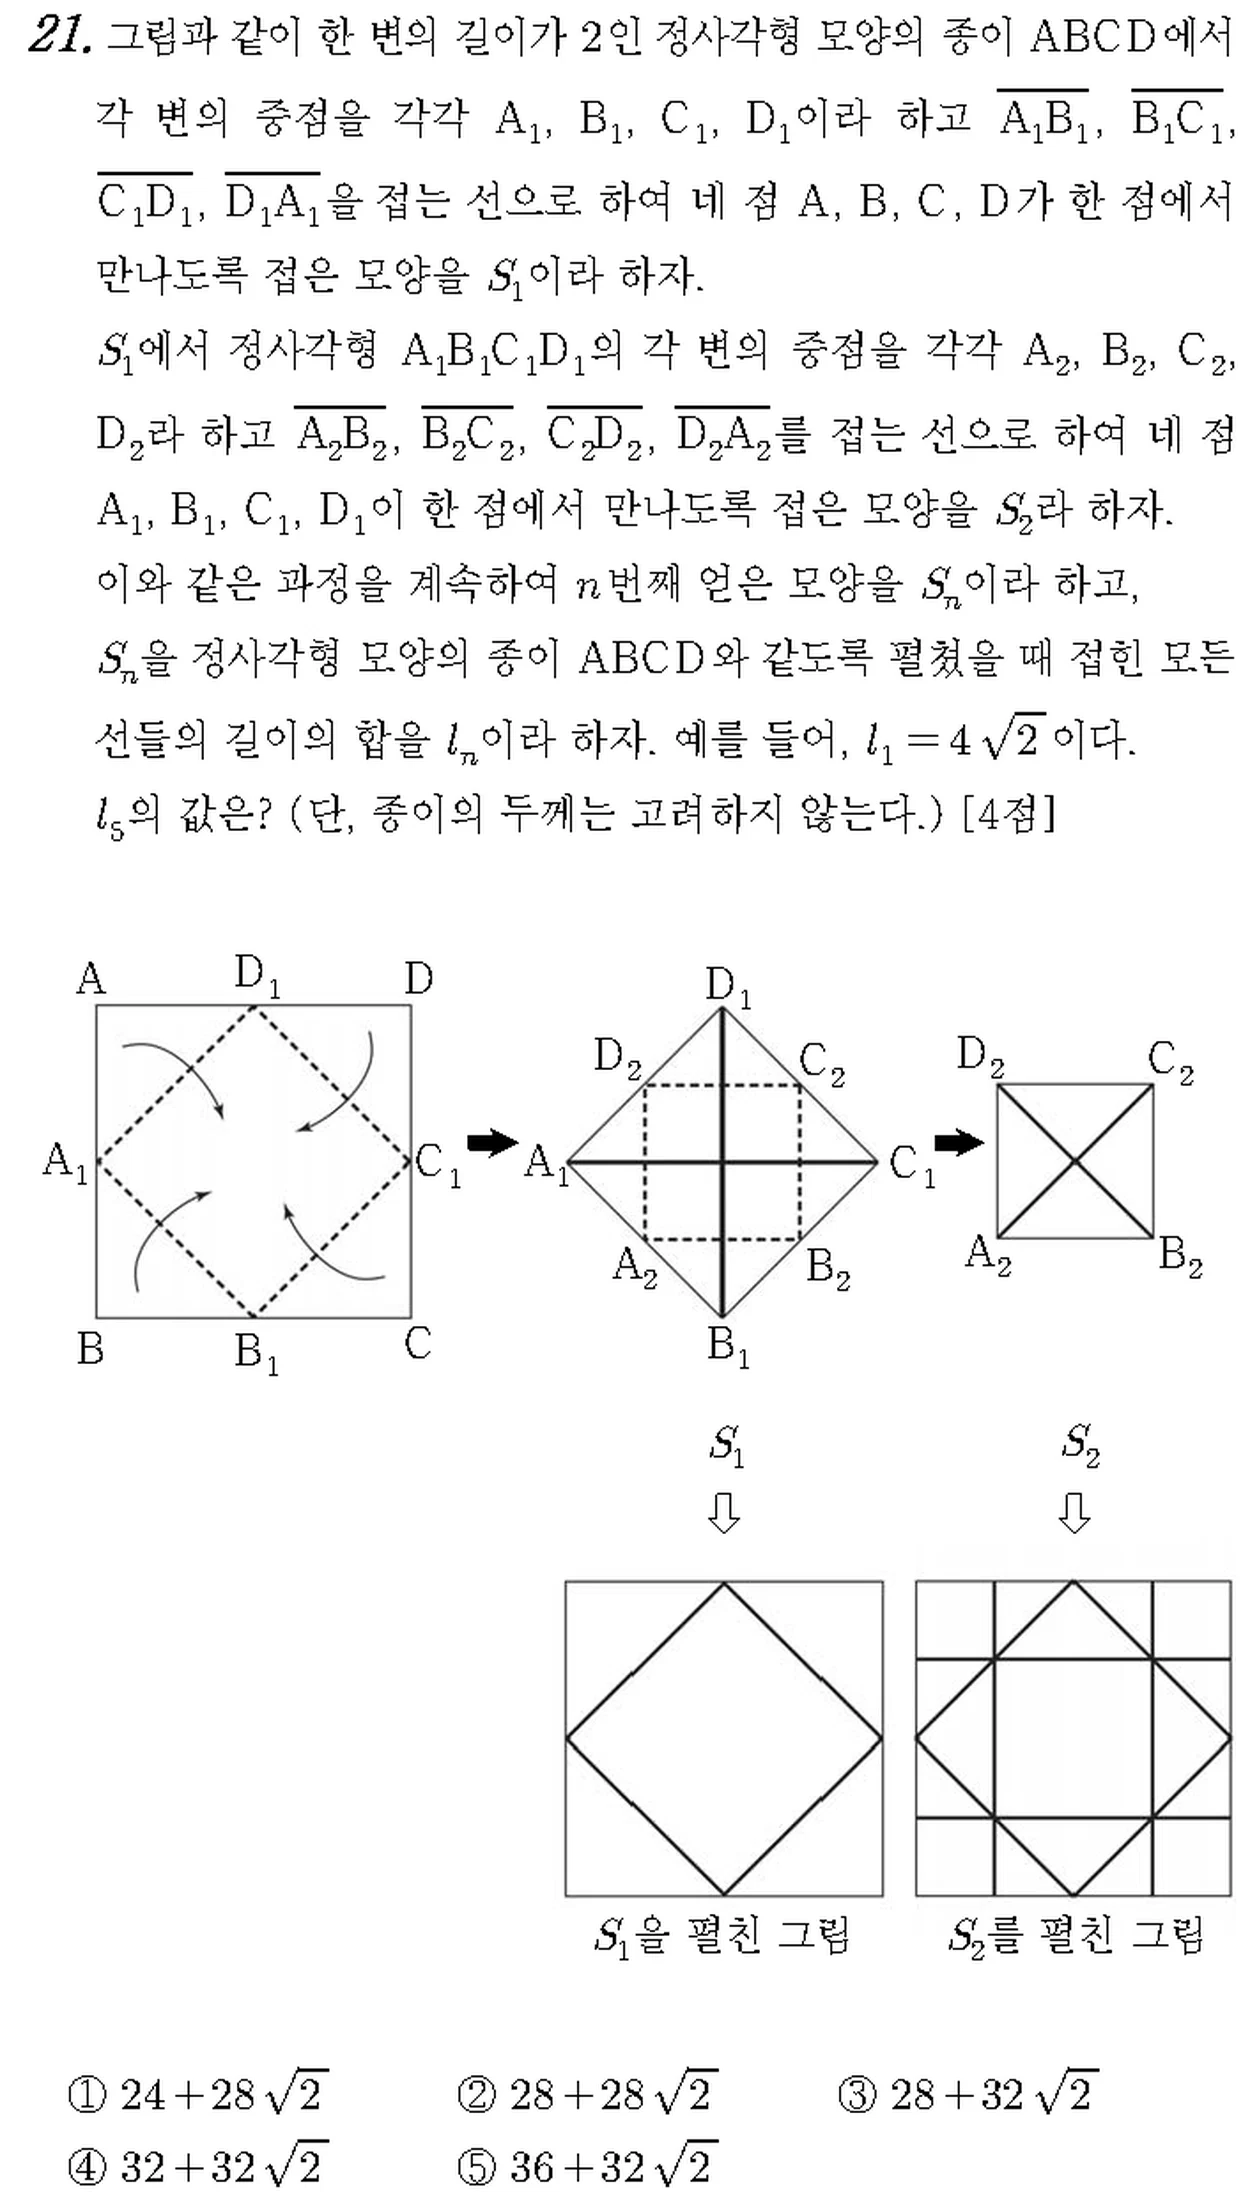 21. 그림과 같이 한 변의 길이가 2인 정사각형 모양의 종이 ABCD에서
각 변의 중점을 각각 A₁, B₁, C₁, D₁이라 하고 A₁B₁, B₁C₁,
C₁D₁, D₁A₁을 접는 선으로 하여 네 점 A, B, C, D가 한 점에서
만나도록 접은 모양을 S₁이라 하자.
S₁에서 정사각형 A₁B₁C₁D₁의 각 변의 중점을 각각 A₂, B₂, C₂,
D₂라 하고 A₂B₂, B₂C₂, C₂D₂, D₂A₂를 접는 선으로 하여 네 점
A₁, B₁, C₁, D₁이 한 점에서 만나도록 접은 모양을 S₂라 하자.
이와 같은 과정을 계속하여 n번째 얻은 모양을 Sₙ이라 하고,
Sₙ을 정사각형 모양의 종이 ABCD와 같도록 펼쳤을 때 접힌 모든
선들의 길이의 합을 lₙ이라 하자. 예를 들어, l₁ = 4√2 이다.
l₅의 값은? (단, 종이의 두께는 고려하지 않는다.) [4점]
A D₁ D
D₁
D₂ C₂
D₂ C₂
A₁ C₁
A₁ C₁
A₂ B₂
A₂ B₂
B B₁ C
B₁
S₁ S₂
⇩ ⇩
S₁을 펼친 그림 S₂를 펼친 그림
① 24+28√2 ② 28+28√2 ③ 28+32√2
④ 32+32√2 ⑤ 36+32√2